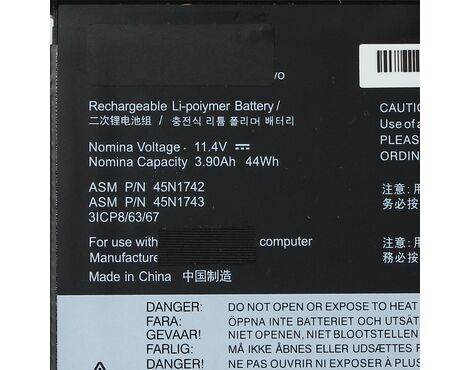 vo
Rechargeable Li-poiymer Battery /
二次锂电池组 / 충전식 리튬 폴리머 배터리
Nomina Voltage · 11.4V ⎓
Nomina Capacity 3.90Ah 44Wh
ASM P/N 45N1742
ASM P/N 45N1743
3ICP8/63/67
For use with computer
Manufacture
Made in China 中国制造
CAUTIO
Use of a
PLEASE
ORDIN
注意: 用
务必按
注意: 用
務必按
DANGER: DO NOT OPEN OR EXPOSE TO HEAT
FARA: ÖPPNA INTE BATTERIET OCH UTSÄT
GEVAAR! NIET OPENEN, NIET BLOOTSTELLEN
FARLIG: MÅ IKKE ÅBNES ELLER UDSÆTTES
DANGER! NE PAS OUVRIR OU EXPOSER À